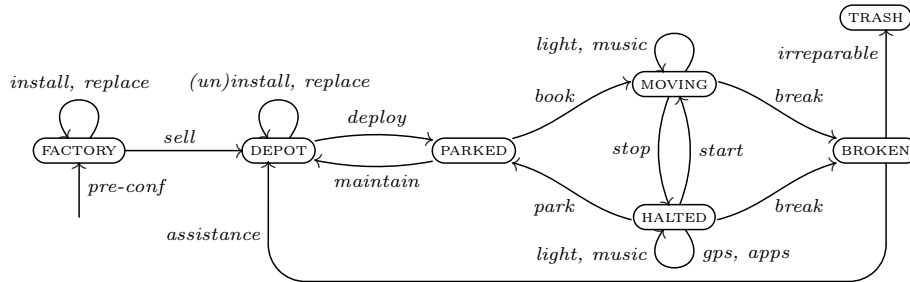 TRASH
light, music
irreparable
install, replace
(un)install, replace
MOVING
book
break
deploy
sell
FACTORY
DEPOT
PARKED
stop
start
BROKEN
maintain
pre-conf
park
break
HALTED
assistance
light, music
gps, apps